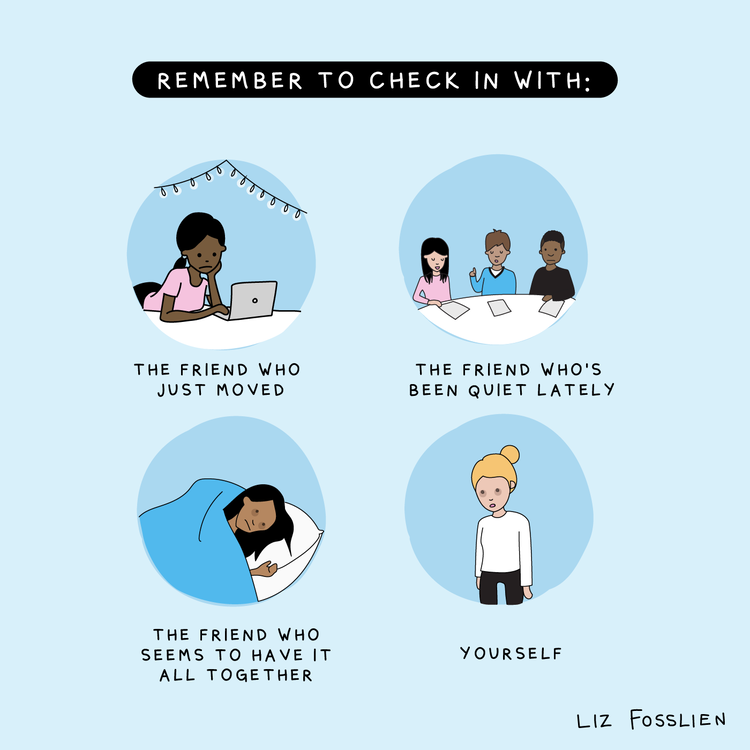 REMEMBER TO CHECK IN WITH:
THE FRIEND WHO
JUST MOVED
THE FRIEND WHO'S
BEEN QUIET LATELY
THE FRIEND WHO
SEEMS TO HAVE IT
ALL TOGETHER
YOURSELF
LIZ FOSSLIEN